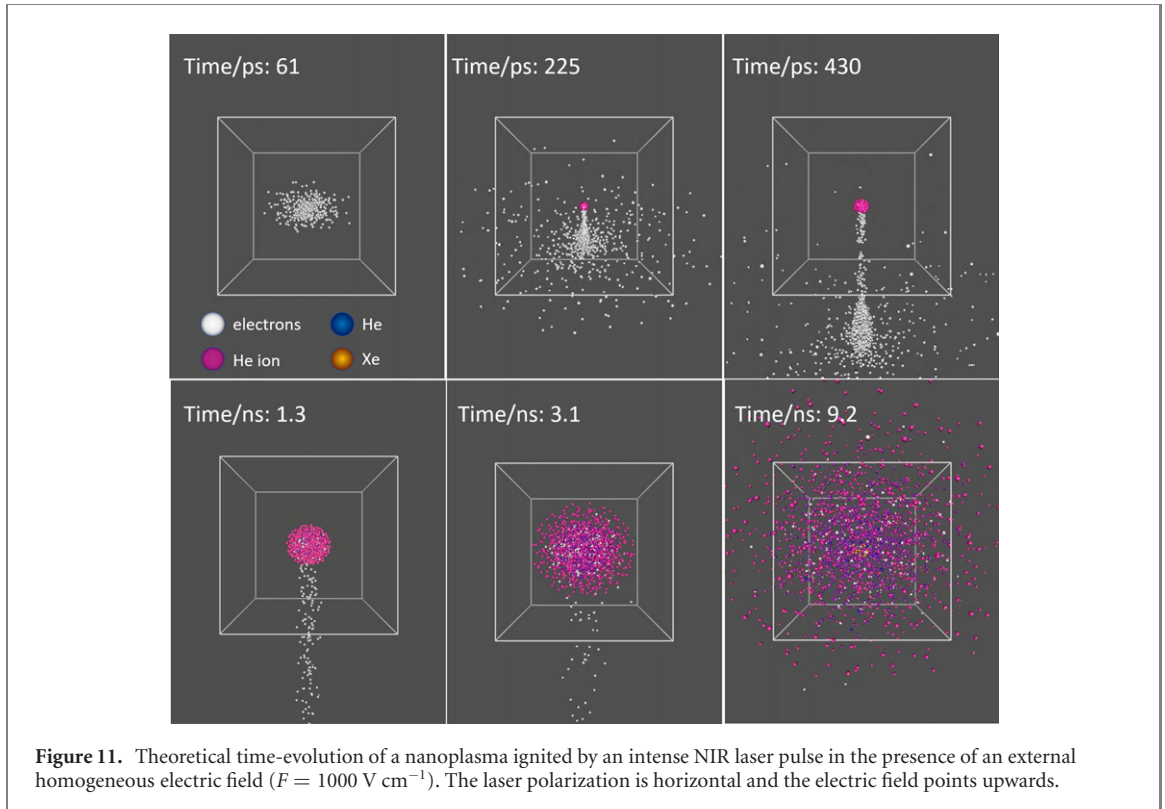 Time/ps: 61
Time/ps: 225
Time/ps: 430
electrons
He
He ion
Xe
Time/ns: 1.3
Time/ns: 3.1
Time/ns: 9.2
Figure 11. Theoretical time-evolution of a nanoplasma ignited by an intense NIR laser pulse in the presence of an external
homogeneous electric field (F = 1000 V cm⁻¹). The laser polarization is horizontal and the electric field points upwards.